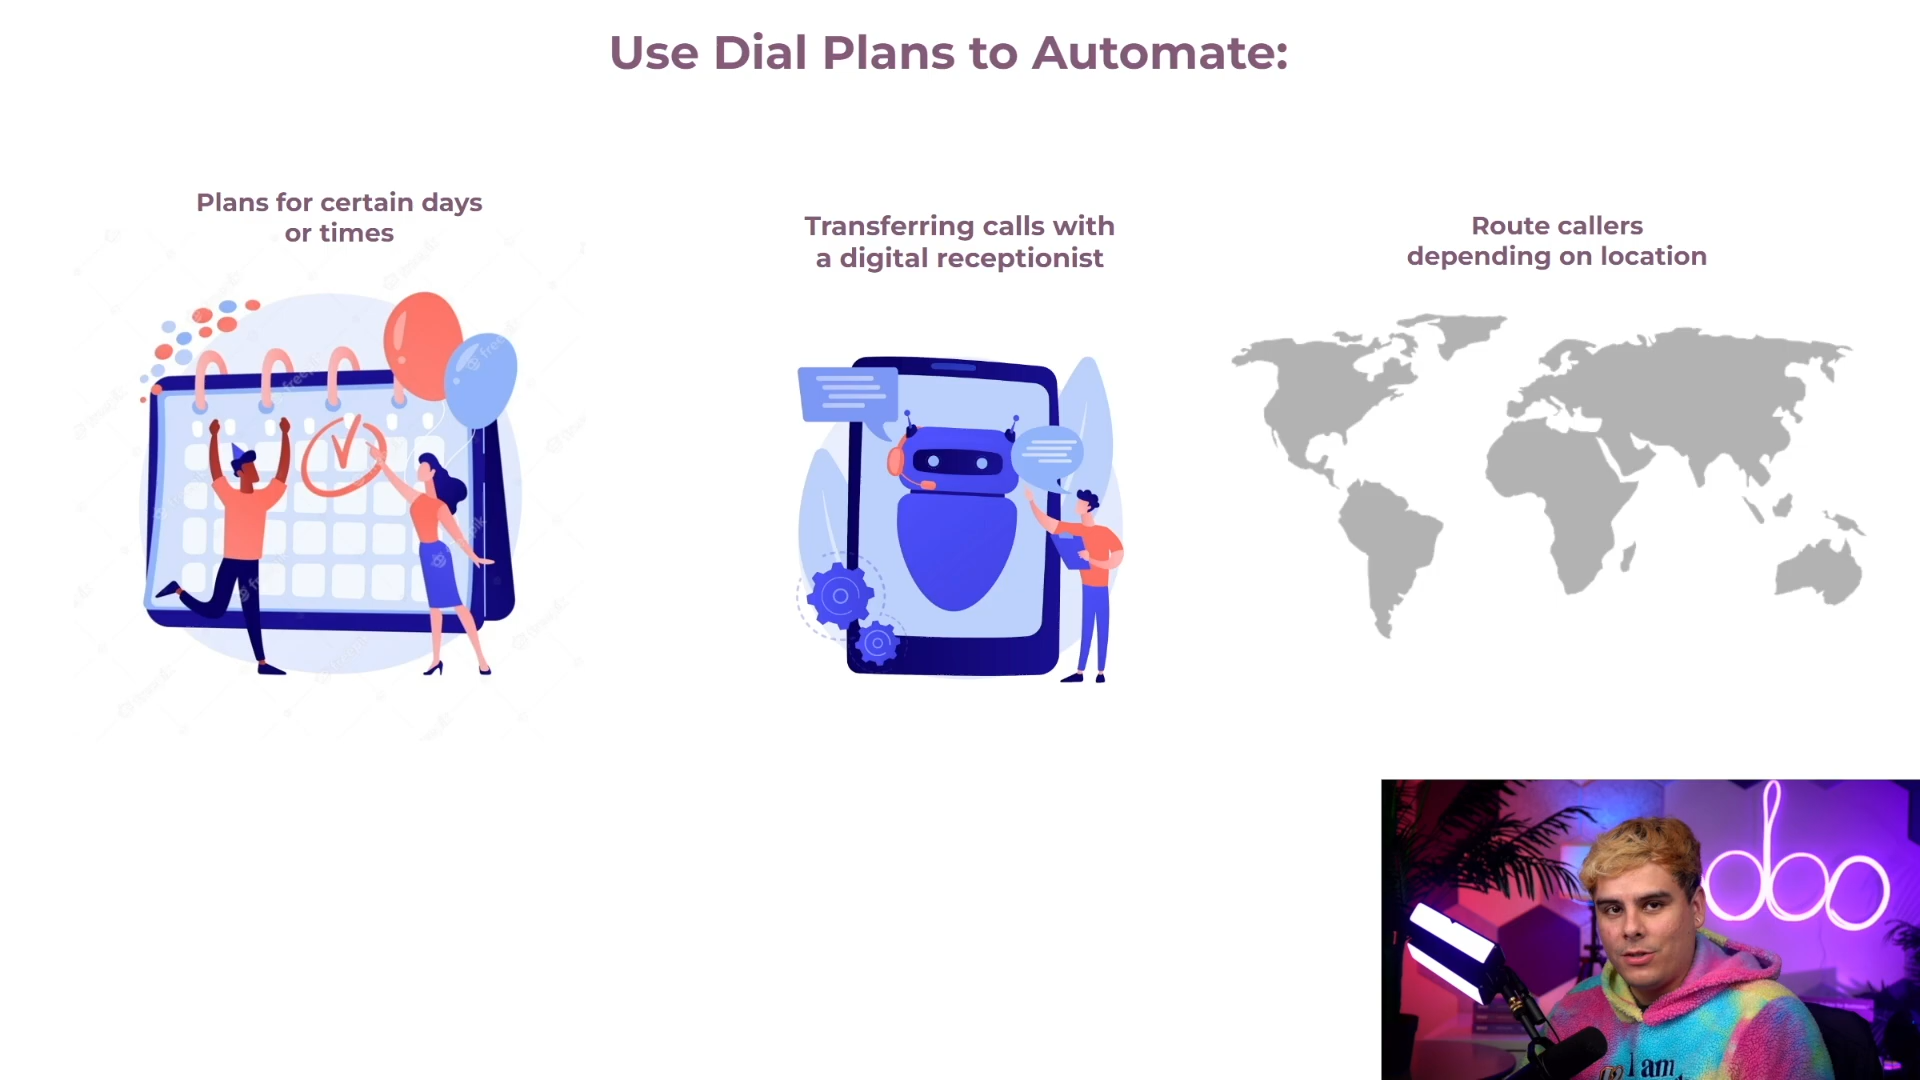 Use Dial Plans to Automate:
Plans for certain days
or times
Transferring calls with
a digital receptionist
Route callers
depending on location
I am